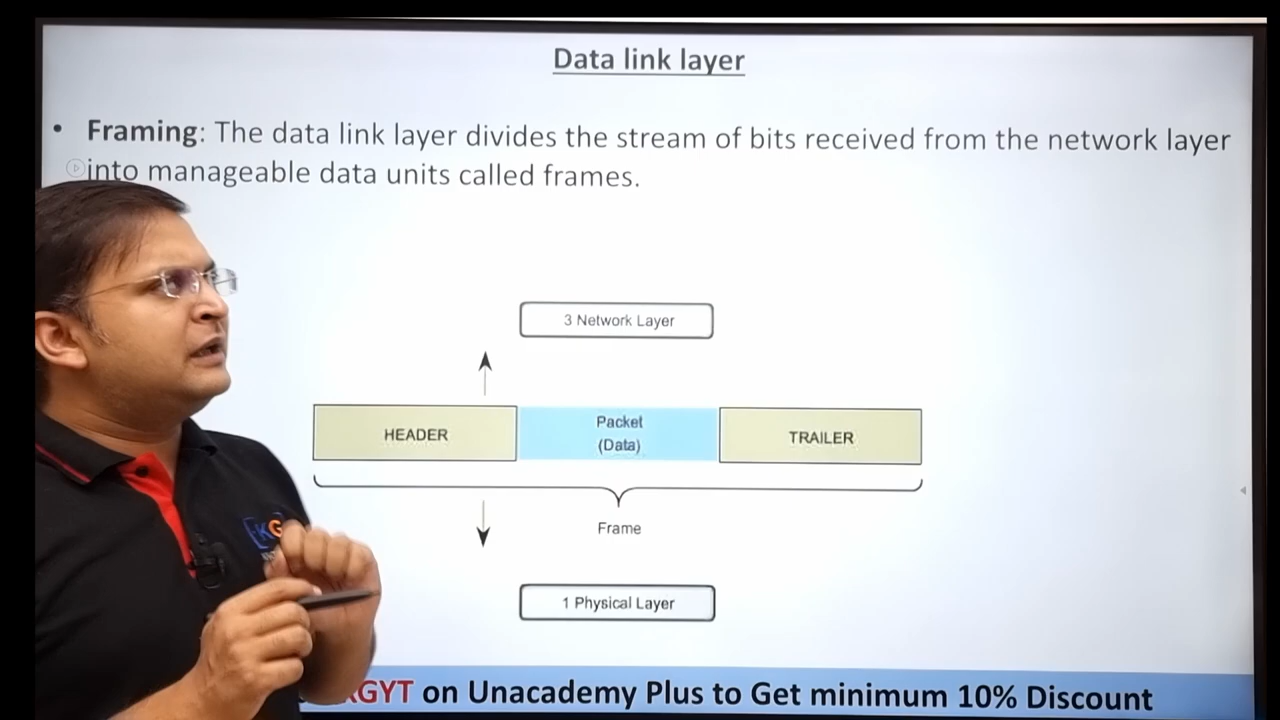 Data link layer
• Framing: The data link layer divides the stream of bits received from the network layer
into manageable data units called frames.
3 Network Layer
HEADER
Packet
(Data)
TRAILER
Frame
1 Physical Layer
KG
GYT on Unacademy Plus to Get minimum 10% Discount